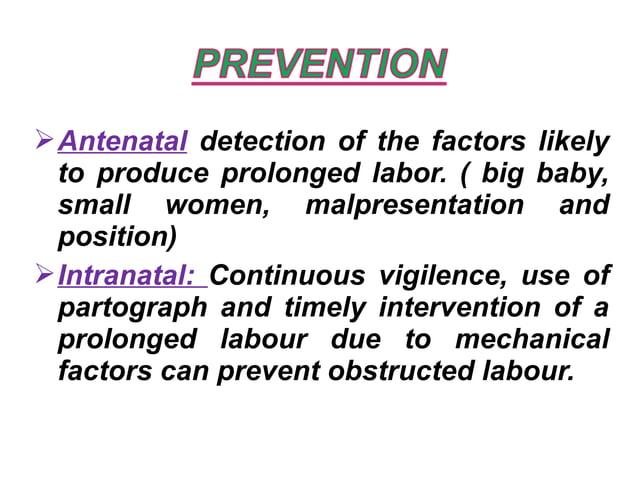 PREVENTION
➢Antenatal detection of the factors likely
to produce prolonged labor. ( big baby,
small women, malpresentation and
position)
➢Intranatal: Continuous vigilence, use of
partograph and timely intervention of a
prolonged labour due to mechanical
factors can prevent obstructed labour.